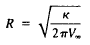 R = √(κ / 2πV∞)